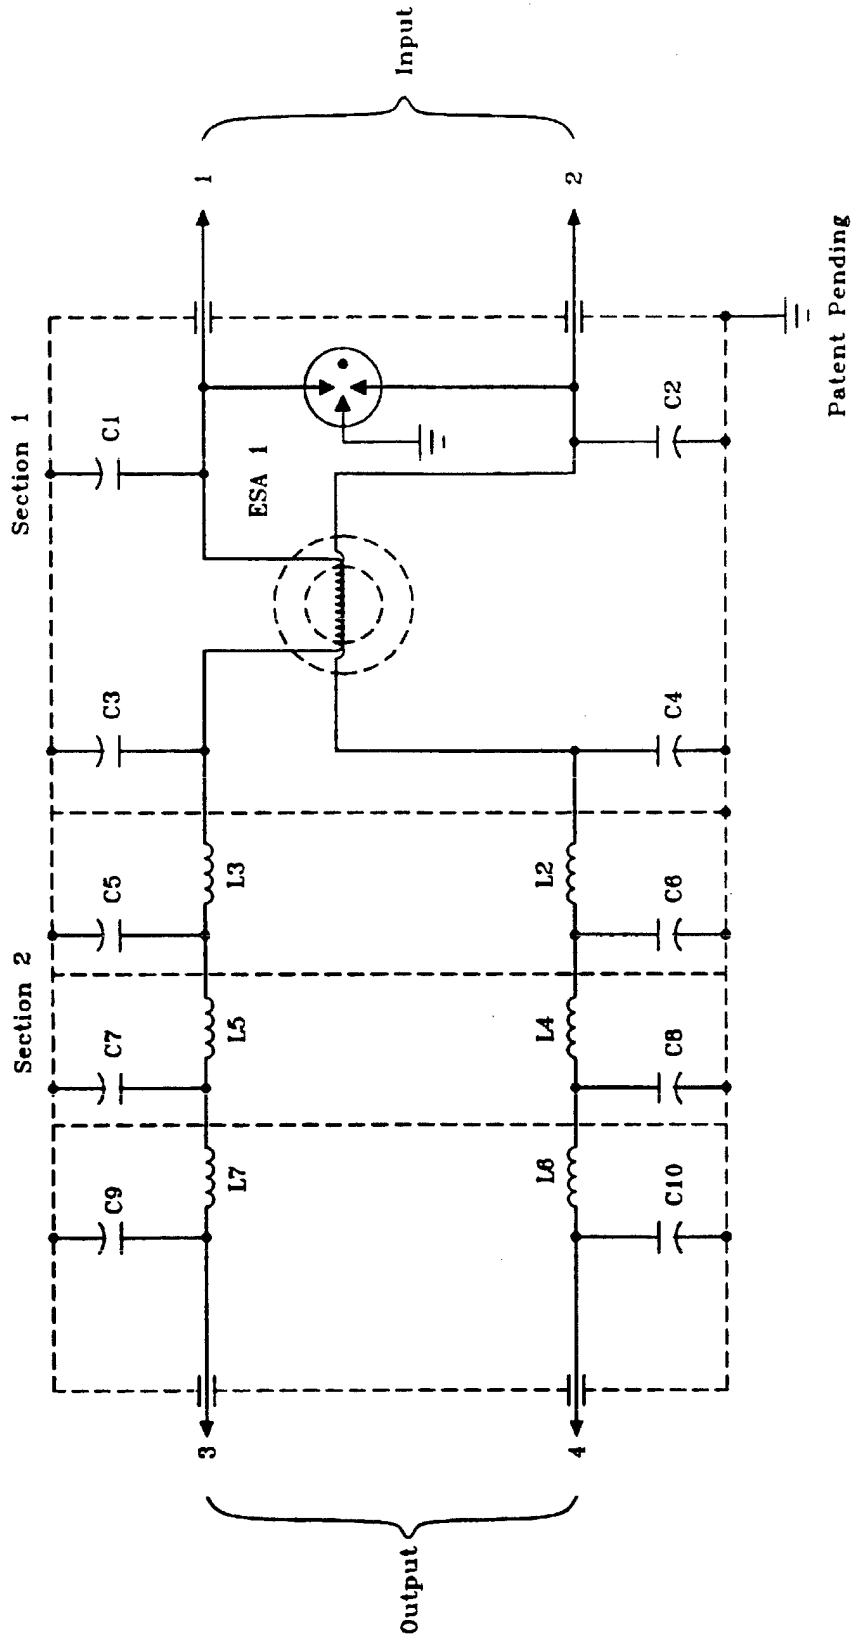 Section 2
Section 1
C9
C7
C5
C3
C1
3
1
L7
L5
L3
ESA 1
Output
Input
L6
L4
L2
4
2
C10
C8
C6
C4
C2
Patent Pending